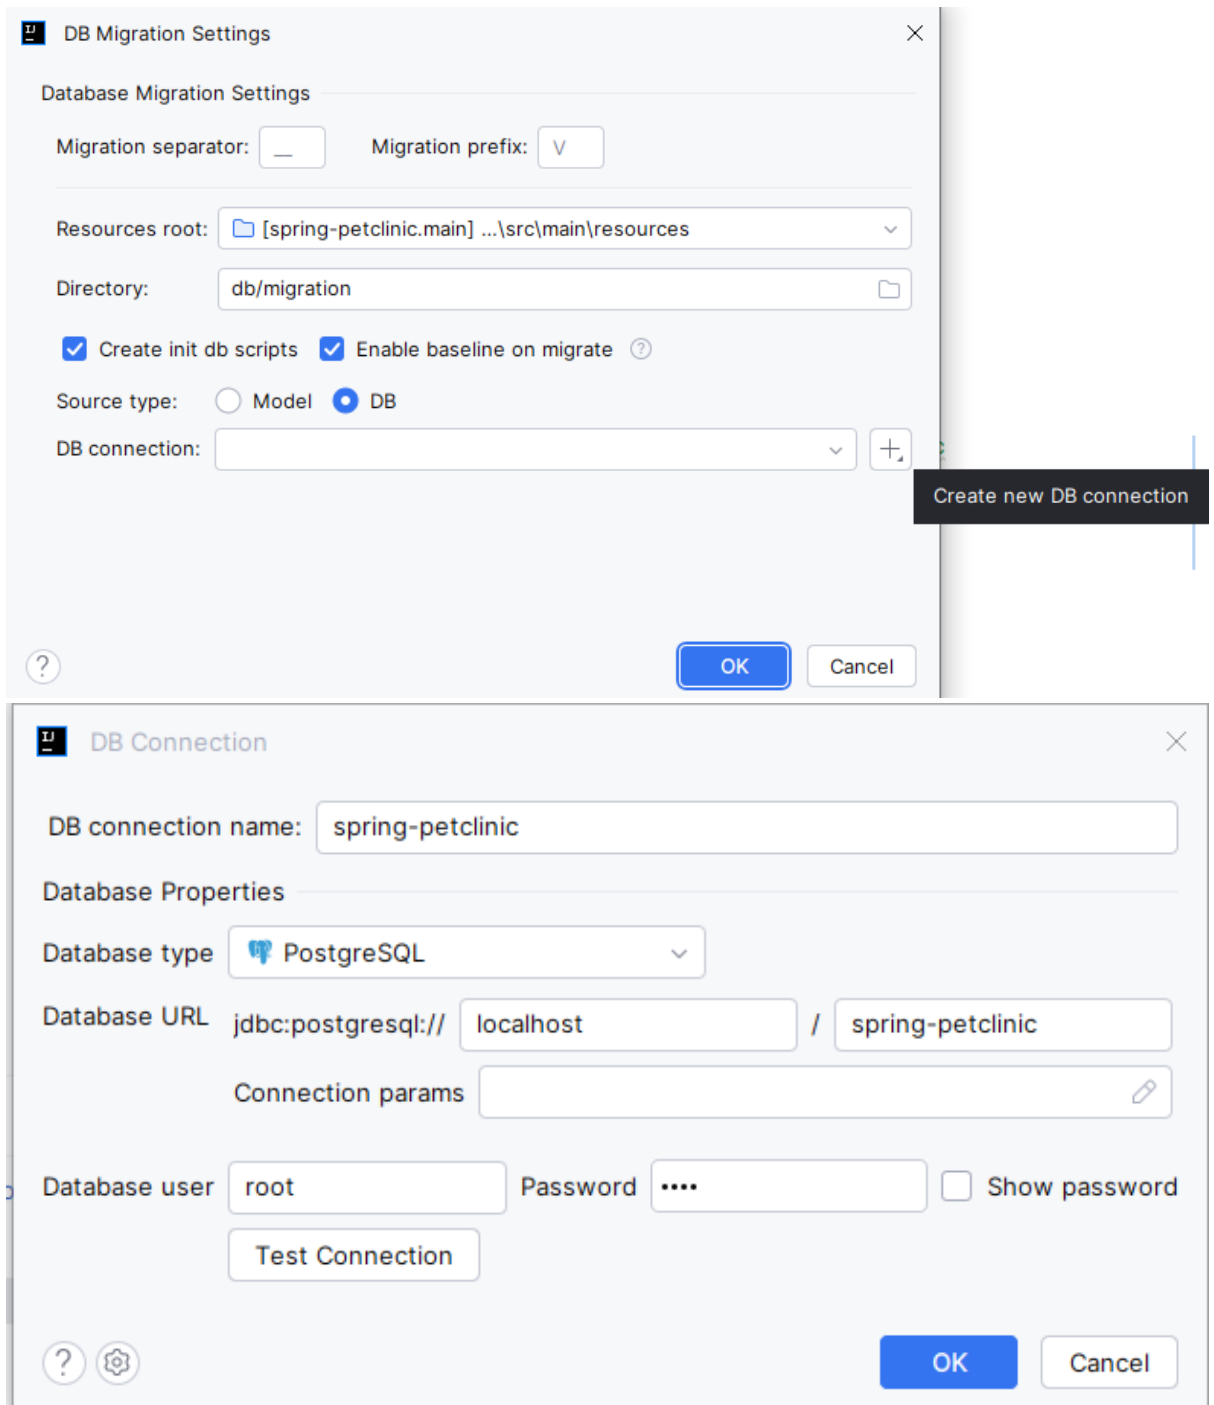 DB Migration Settings
Database Migration Settings
Migration separator: __ Migration prefix: V
Resources root: [spring-petclinic.main] ...\src\main\resources
Directory: db/migration
Create init db scripts Enable baseline on migrate ?
Source type: Model DB
DB connection:
Create new DB connection
? OK Cancel
DB Connection
DB connection name: spring-petclinic
Database Properties
Database type PostgreSQL
Database URL jdbc:postgresql:// localhost / spring-petclinic
Connection params
Database user root Password •••• Show password
Test Connection
? OK Cancel